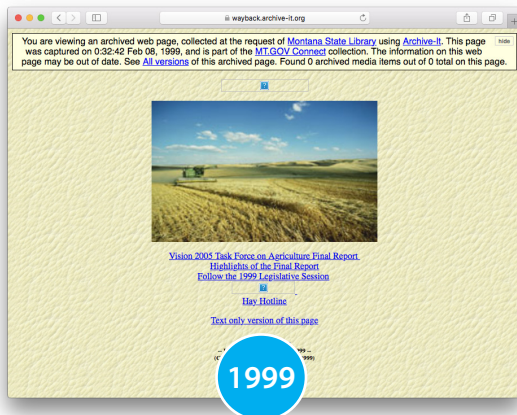 wayback.archive-it.org
You are viewing an archived web page, collected at the request of Montana State Library using Archive-It. This page
hide
was captured on 0:32:42 Feb 08, 1999, and is part of the MT.GOV Connect collection. The information on this web
page may be out of date. See All versions of this archived page. Found 0 archived media items out of 0 total on this page.
Vision 2005 Task Force on Agriculture Final Report
Highlights of the Final Report
Follow the 1999 Legislative Session
Hay Hotline
Text only version of this page
1999